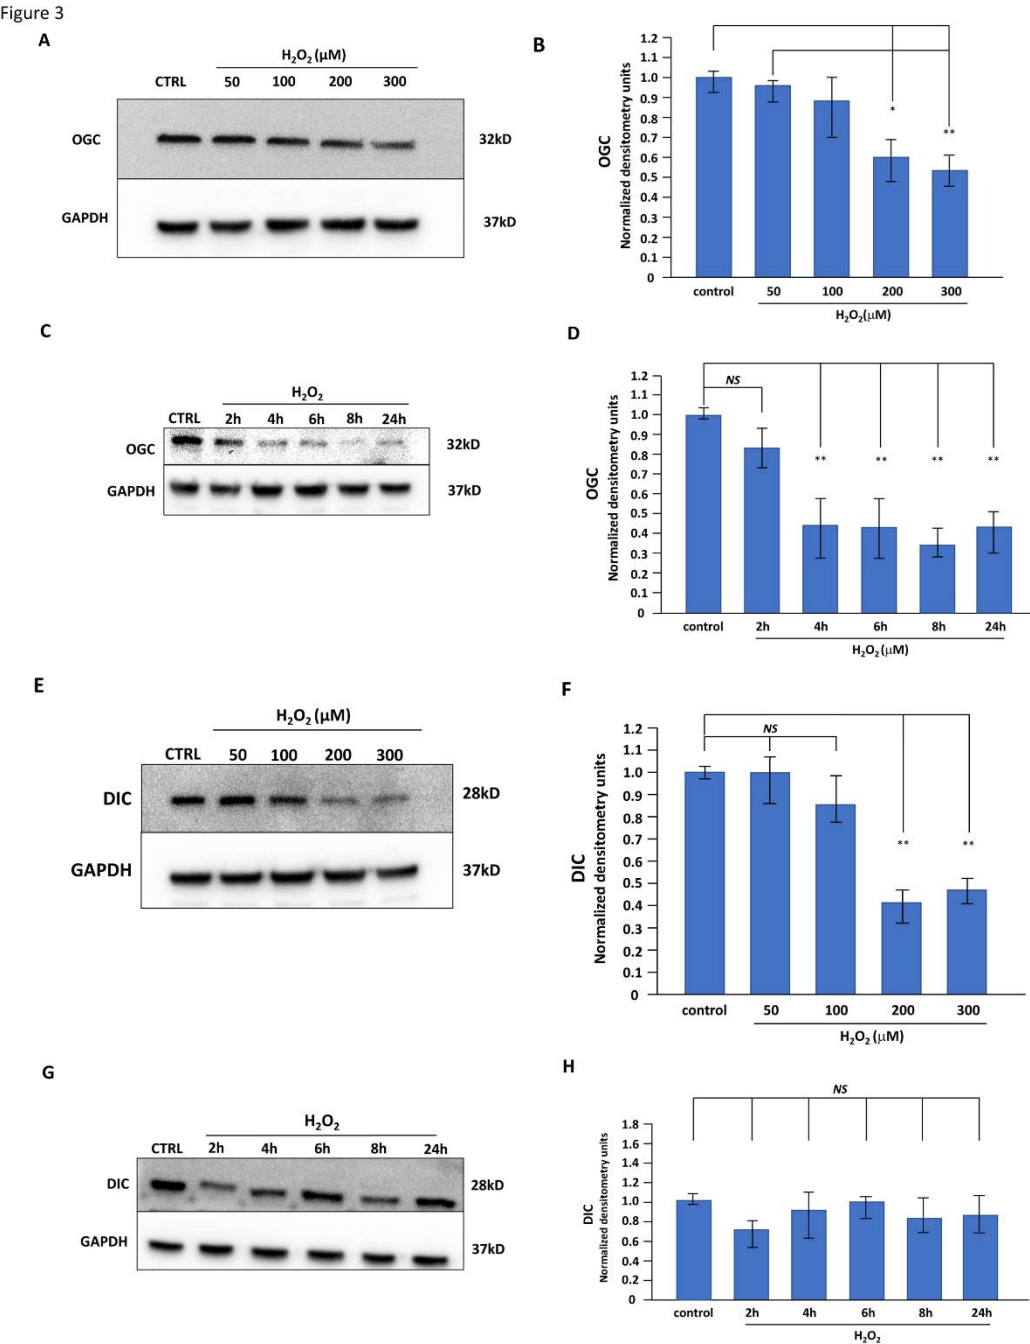 Figure 3
A
H₂O₂ (μM)
CTRL 50 100 200 300
OGC 32kD
GAPDH 37kD
B
OGC
Normalized densitometry units
1.2
1.1
1.0
0.9
0.8
0.7
0.6
0.5
0.4
0.3
0.2
0.1
0
*
**
control 50 100 200 300
H₂O₂(μM)
C
H₂O₂
CTRL 2h 4h 6h 8h 24h
OGC 32kD
GAPDH 37kD
D
OGC
Normalized densitometry units
1.2
1.1
1.0
0.9
0.8
0.7
0.5
0.4
0.3
0.2
0.1
0
NS
** ** ** **
control 2h 4h 6h 8h 24h
H₂O₂ (μM)
E
H₂O₂ (μM)
CTRL 50 100 200 300
DIC 28kD
GAPDH 37kD
F
DIC
Normalized densitometry units
1.2
1.1
1.0
0.9
0.8
0.7
0.6
0.5
0.4
0.3
0.2
0.1
0
NS
** **
control 50 100 200 300
H₂O₂ (μM)
G
H₂O₂
CTRL 2h 4h 6h 8h 24h
DIC 28kD
GAPDH 37kD
H
DIC
Normalized densitometry units
NS
1.8
1.6
1.4
1.2
1.0
0.8
0.6
0.4
0.2
0
control 2h 4h 6h 8h 24h
H₂O₂